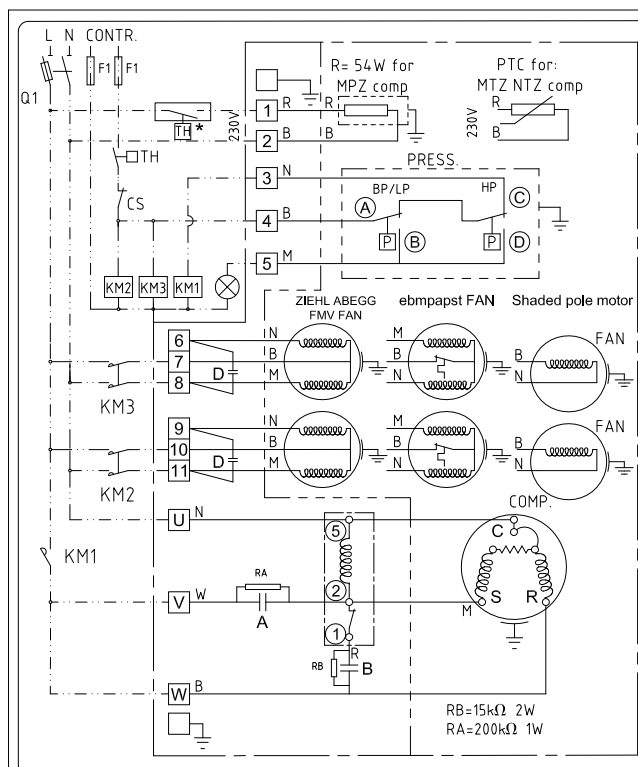 L N CONTR.
Q1
F1 F1
TH *
TH
CS
KM2 KM3 KM1
230V
1 R R
2 B B
3 N
4 B
5 M
R= 54W for
MPZ comp
PTC for:
MTZ NTZ comp
230V
R
B
PRESS.
BP/LP HP
A C
P B P D
ZIEHL ABEGG
FMV FAN
ebmpapst FAN
Shaded pole motor
6 N M FAN
7 B B B
8 D M N N
KM3
9 N M FAN
10 B B B
11 D M N N
KM2
COMP.
U N 5 C
KM1
RA
V W 2 S R
A M
1
R
RB B
W B
RB=15kΩ 2W
RA=200kΩ 1W